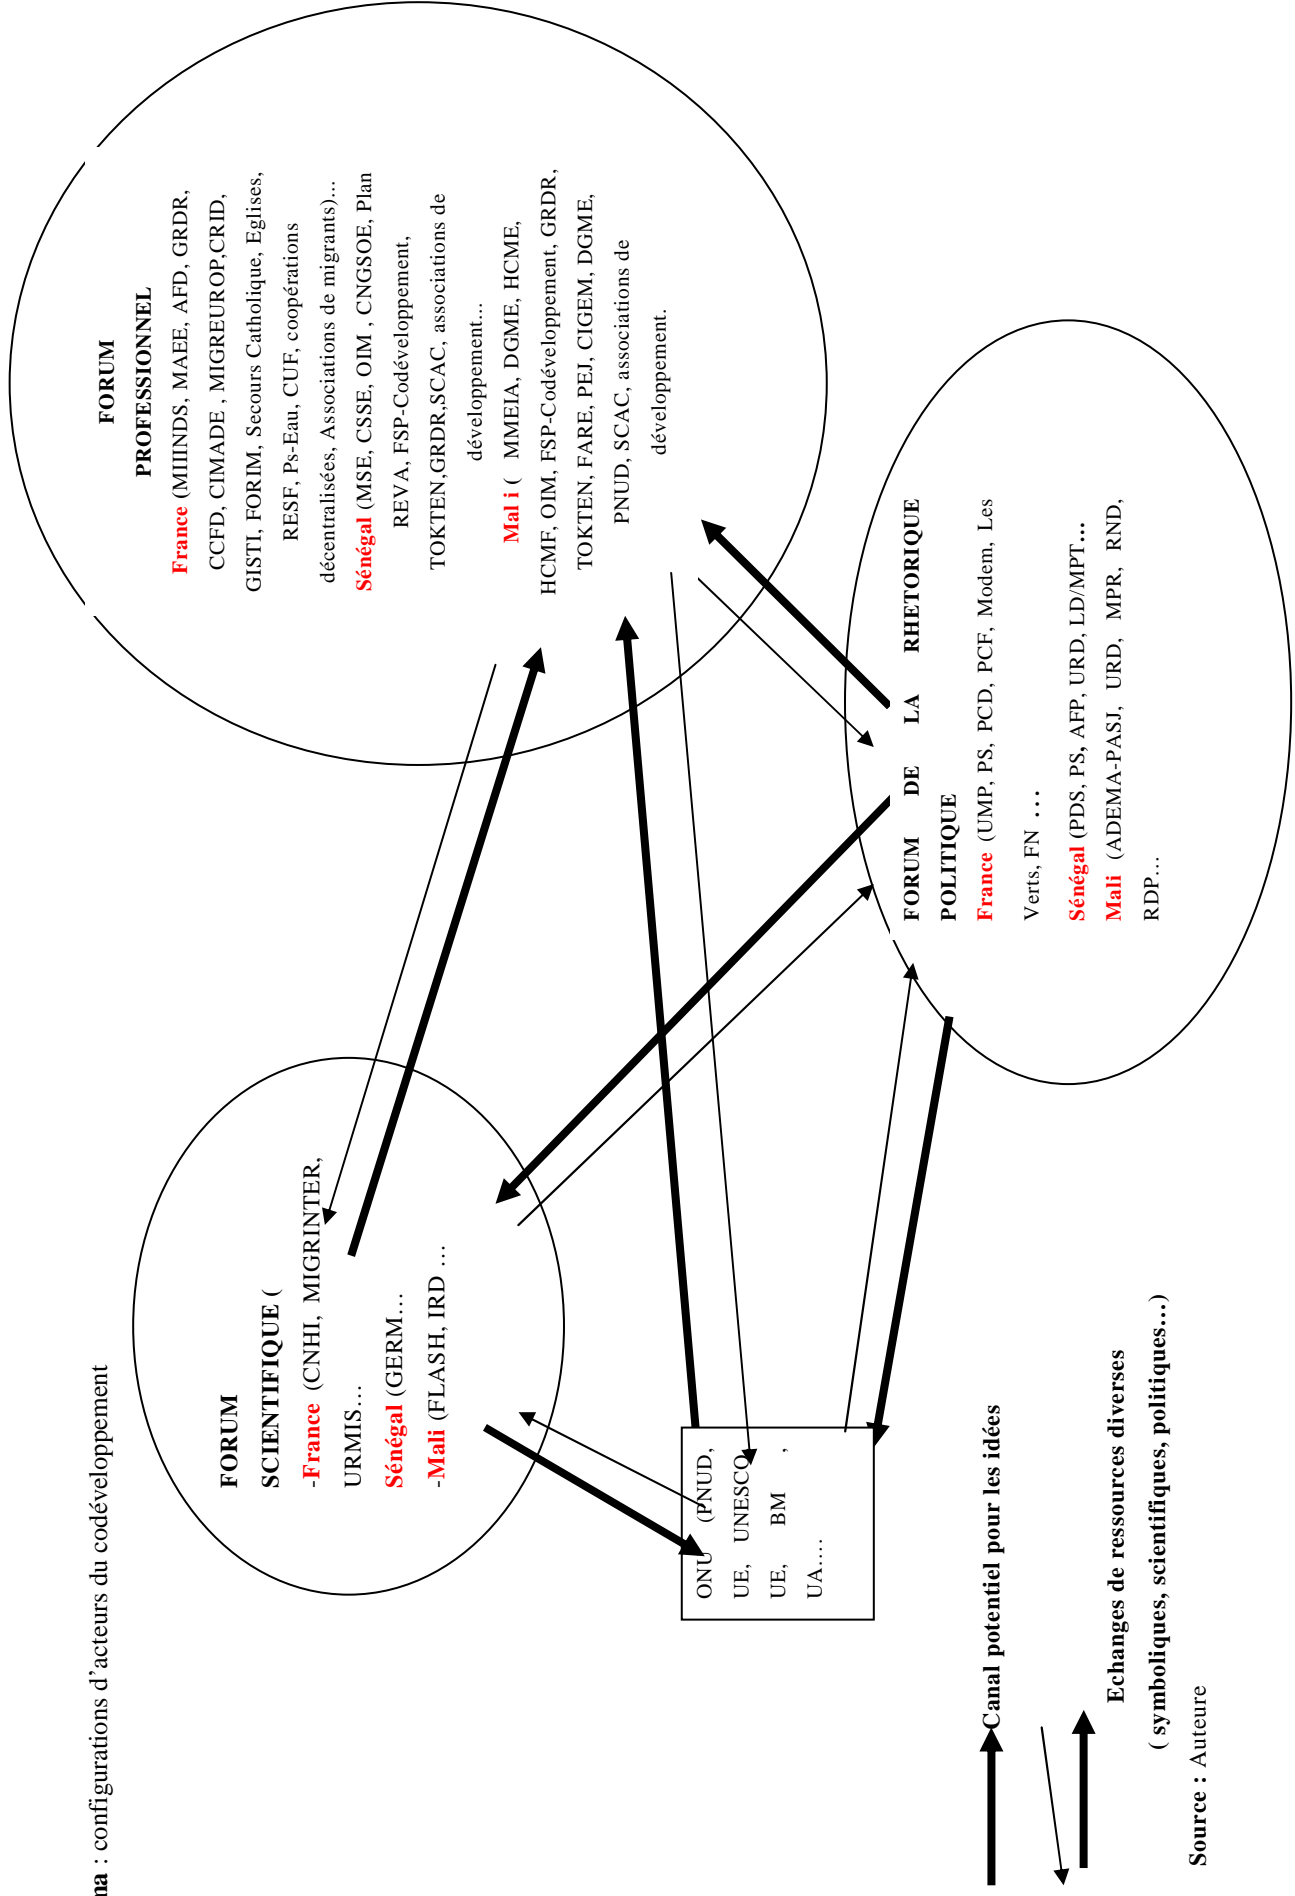 na : configurations d’acteurs du codéveloppement
FORUM
SCIENTIFIQUE (
-France (CNHI, MIGRINTER,
URMIS…
Sénégal (GERM…
-Mali (FLASH, IRD …
FORUM
PROFESSIONNEL
France (MIIINDS, MAEE, AFD, GRDR,
CCFD, CIMADE , MIGREUROP,CRID,
GISTI, FORIM, Secours Catholique, Eglises,
RESF, Ps-Eau, CUF, coopérations
décentralisées, Associations de migrants)…
Sénégal (MSE, CSSE, OIM , CNGSOE, Plan
REVA, FSP-Codéveloppement,
TOKTEN,GRDR,SCAC, associations de
développement…
Mal i ( MMEIA, DGME, HCME,
HCMF, OIM, FSP-Codéveloppement, GRDR,
TOKTEN, FARE, PEJ, CIGEM, DGME,
PNUD, SCAC, associations de
développement.
ONU (PNUD,
UE, UNESCO,
UE, BM ,
UA….
FORUM DE LA RHETORIQUE
POLITIQUE
France (UMP, PS, PCD, PCF, Modem, Les
Verts, FN …
Sénégal (PDS, PS, AFP, URD, LD/MPT…
Mali (ADEMA-PASJ, URD, MPR, RND,
RDP…
Canal potentiel pour les idées
Echanges de ressources diverses
( symboliques, scientifiques, politiques…)
Source : Auteure